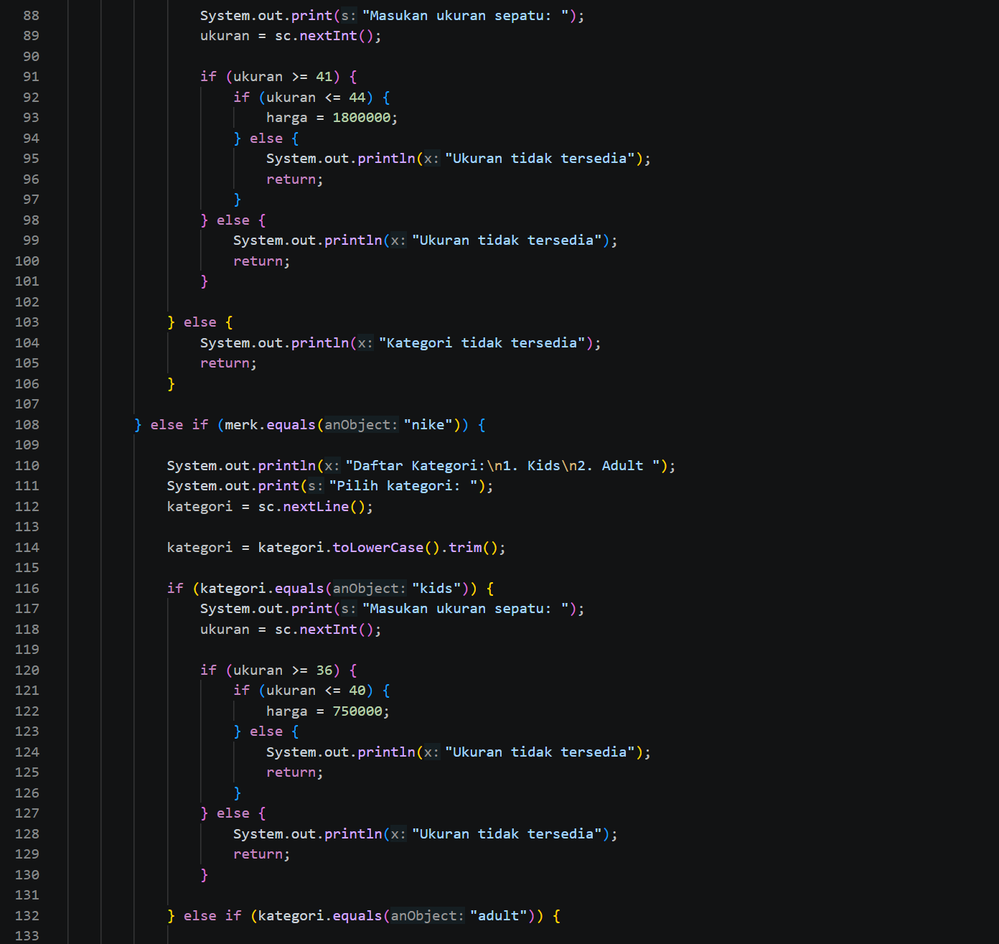 88 System.out.print(s: "Masukan ukuran sepatu: ");
89 ukuran = sc.nextInt();
90
91 if (ukuran >= 41) {
92 if (ukuran <= 44) {
93 harga = 1800000;
94 } else {
95 System.out.println(x: "Ukuran tidak tersedia");
96 return;
97 }
98 } else {
99 System.out.println(x: "Ukuran tidak tersedia");
100 return;
101 }
102
103 } else {
104 System.out.println(x: "Kategori tidak tersedia");
105 return;
106 }
107
108 } else if (merk.equals(anObject: "nike")) {
109
110 System.out.println(x: "Daftar Kategori:\n1. Kids\n2. Adult ");
111 System.out.print(s: "Pilih kategori: ");
112 kategori = sc.nextLine();
113
114 kategori = kategori.toLowerCase().trim();
115
116 if (kategori.equals(anObject: "kids")) {
117 System.out.print(s: "Masukan ukuran sepatu: ");
118 ukuran = sc.nextInt();
119
120 if (ukuran >= 36) {
121 if (ukuran <= 40) {
122 harga = 750000;
123 } else {
124 System.out.println(x: "Ukuran tidak tersedia");
125 return;
126 }
127 } else {
128 System.out.println(x: "Ukuran tidak tersedia");
129 return;
130 }
131
132 } else if (kategori.equals(anObject: "adult")) {
133